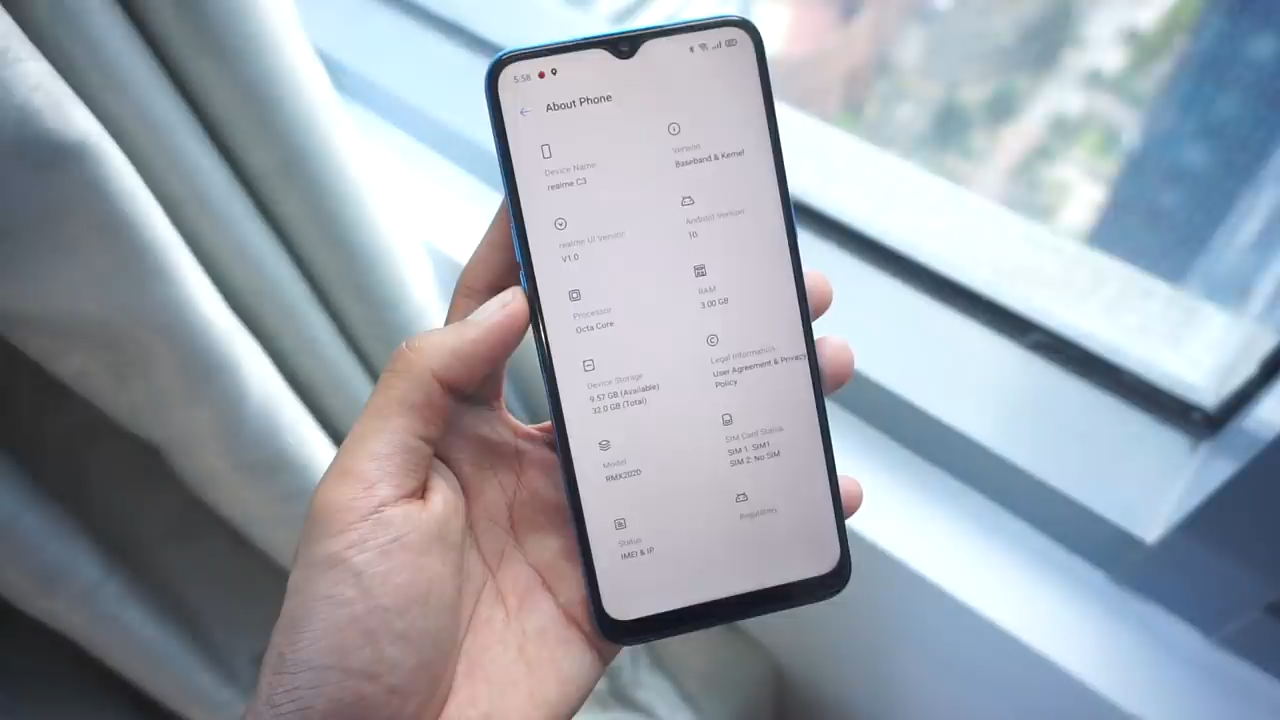 5:58
About Phone
Device Name
realme C3
Version
Baseband & Kernel
realme UI Version
V1.0
Android Version
10
Processor
Octa Core
RAM
3.00 GB
Device Storage
9.57 GB (Available)
32.0 GB (Total)
Legal Information
User Agreement & Privacy
Policy
Model
RMX2020
SIM Card Status
SIM 1: SIM1
SIM 2: No SIM
Status
IMEI & IP
Regulatory